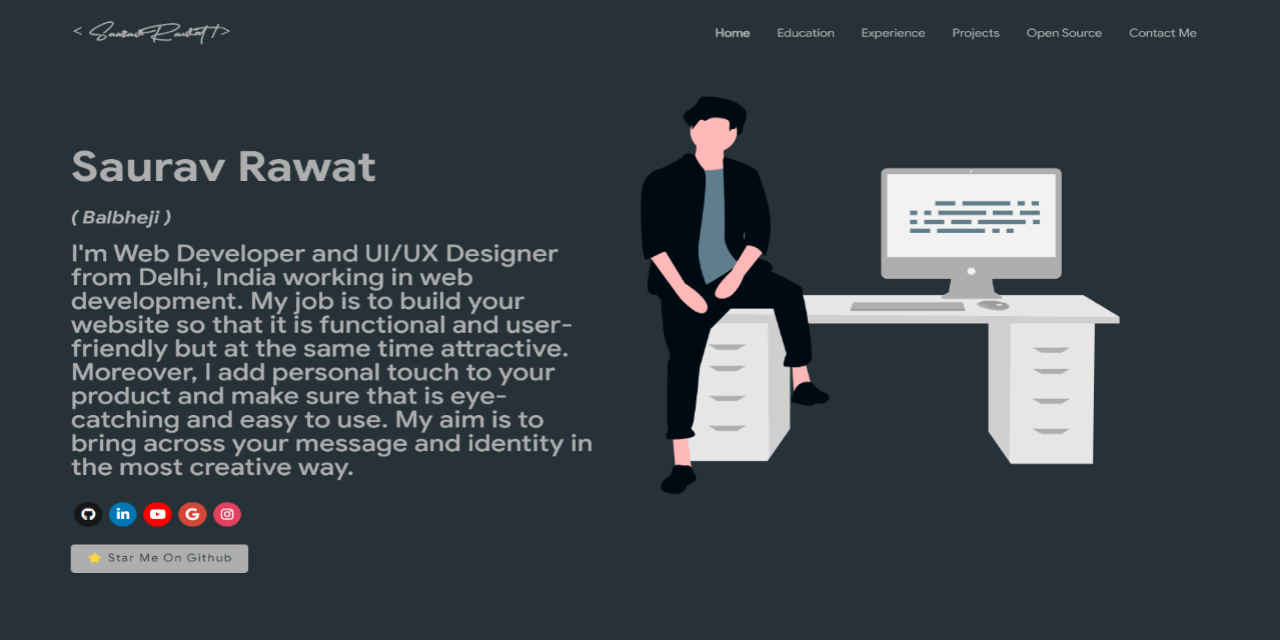 < Saurav Rawat />
Home Education Experience Projects Open Source Contact Me
Saurav Rawat
( Balbheji )
I'm Web Developer and UI/UX Designer
from Delhi, India working in web
development. My job is to build your
website so that it is functional and user-
friendly but at the same time attractive.
Moreover, I add personal touch to your
product and make sure that is eye-
catching and easy to use. My aim is to
bring across your message and identity in
the most creative way.
in
G
⭐ Star Me On Github